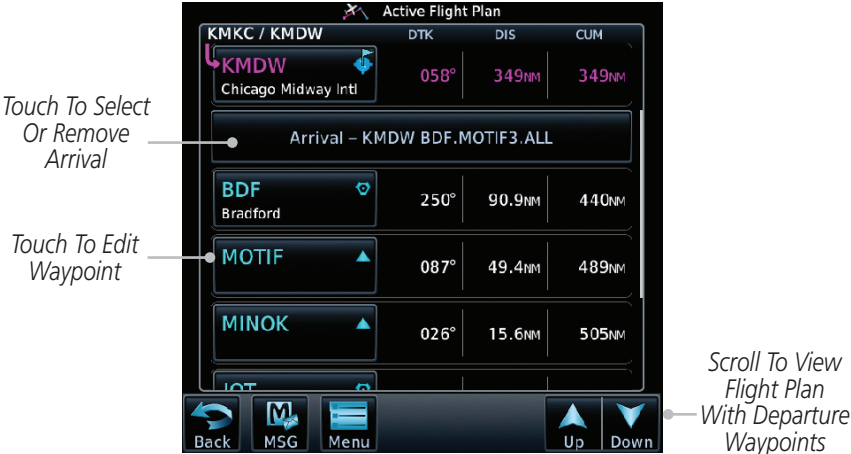 Active Flight Plan
KMKC / KMDW DTK DIS CUM
KMDW
Chicago Midway Intl
058° 349NM 349NM
Touch To Select
Or Remove
Arrival
Arrival – KMDW BDF.MOTIF3.ALL
BDF
Bradford
250° 90.9NM 440NM
Touch To Edit
Waypoint
MOTIF
087° 49.4NM 489NM
MINOK
026° 15.6NM 505NM
JOT
Scroll To View
Flight Plan
With Departure
Waypoints
Back MSG Menu Up Down